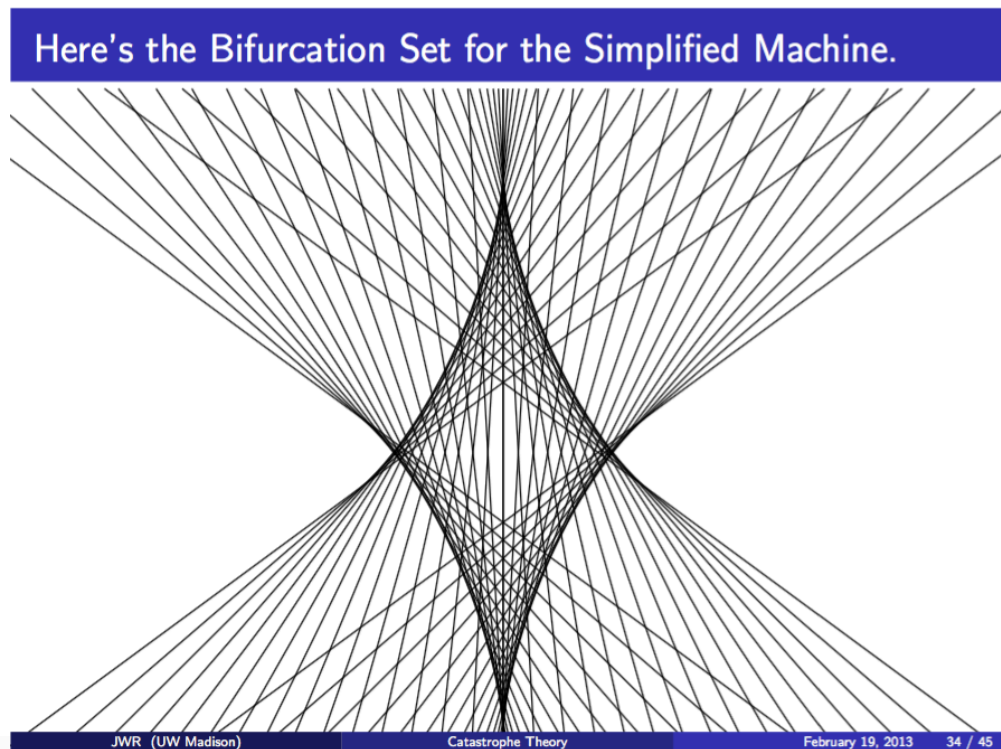 Here's the Bifurcation Set for the Simplified Machine.
JWR (UW Madison) Catastrophe Theory February 19, 2013 34 / 45